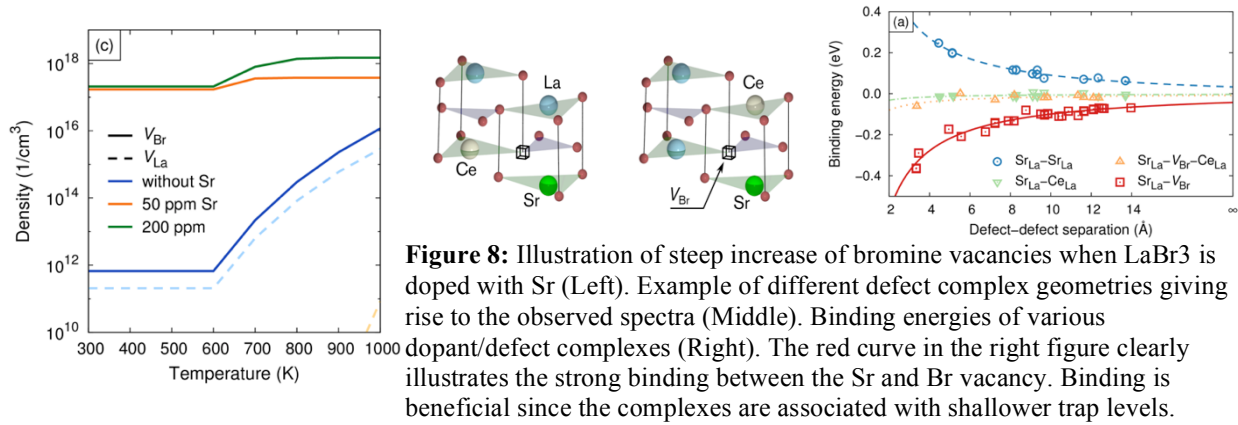 (c)
10^18
10^16
10^14
10^12
10^10
Density (1/cm^3)
V_Br
V_La
without Sr
50 ppm Sr
200 ppm
300 400 500 600 700 800 900 1000
Temperature (K)
La
Ce
Sr
Ce
V_Br
Sr
(a)
0.4
0.2
0.0
−0.2
−0.4
Binding energy (eV)
Sr_La–Sr_La
Sr_La–Ce_La
Sr_La–V_Br–Ce_La
Sr_La–V_Br
2 4 6 8 10 12 14 ∞
Defect–defect separation (Å)
Figure 8: Illustration of steep increase of bromine vacancies when LaBr3 is
doped with Sr (Left). Example of different defect complex geometries giving
rise to the observed spectra (Middle). Binding energies of various
dopant/defect complexes (Right). The red curve in the right figure clearly
illustrates the strong binding between the Sr and Br vacancy. Binding is
beneficial since the complexes are associated with shallower trap levels.